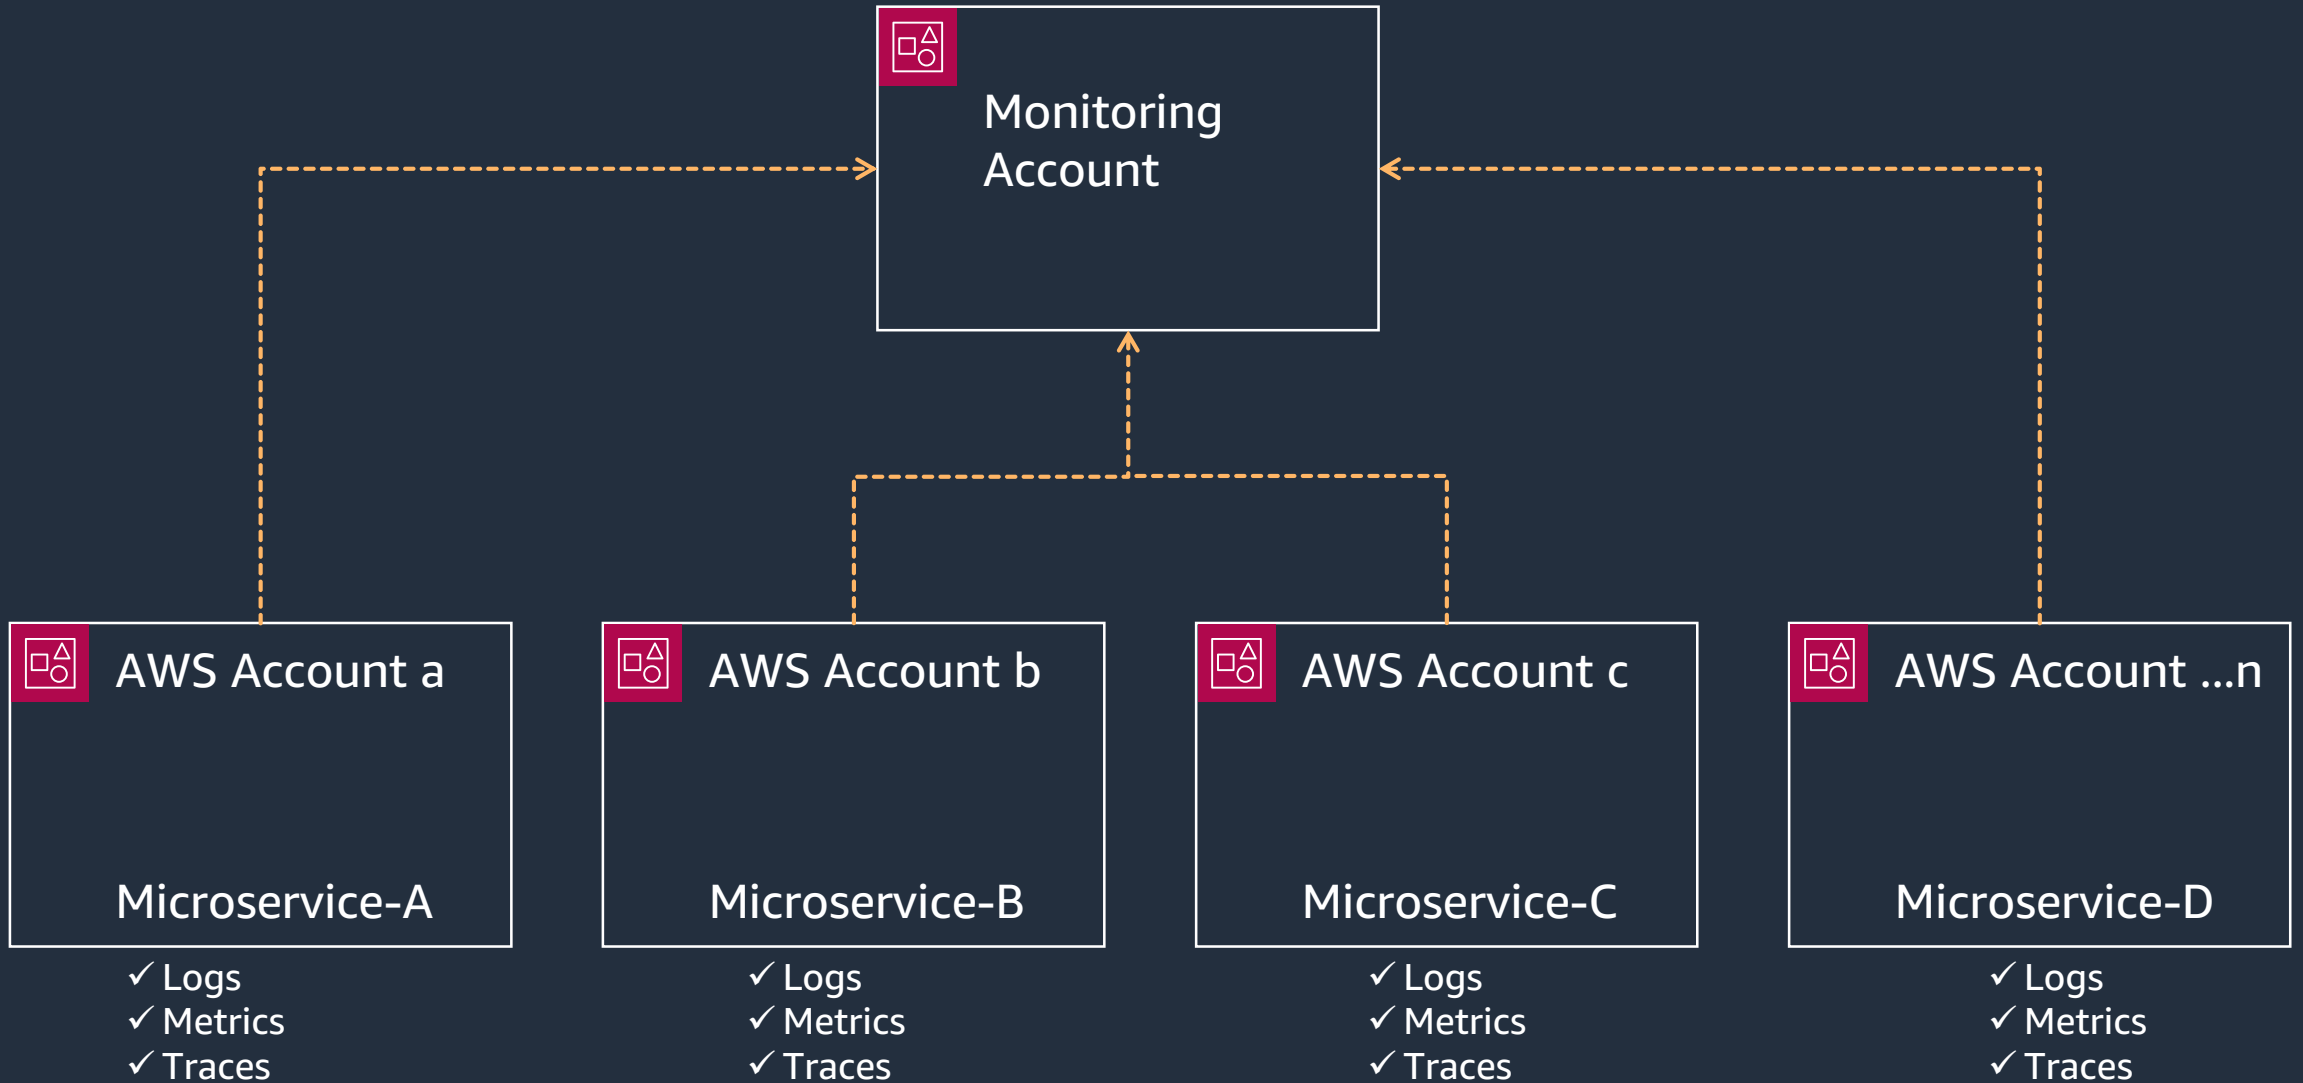 Monitoring
Account
AWS Account a
Microservice-A
✓ Logs
✓ Metrics
✓ Traces
AWS Account b
Microservice-B
✓ Logs
✓ Metrics
✓ Traces
AWS Account c
Microservice-C
✓ Logs
✓ Metrics
✓ Traces
AWS Account ...n
Microservice-D
✓ Logs
✓ Metrics
✓ Traces